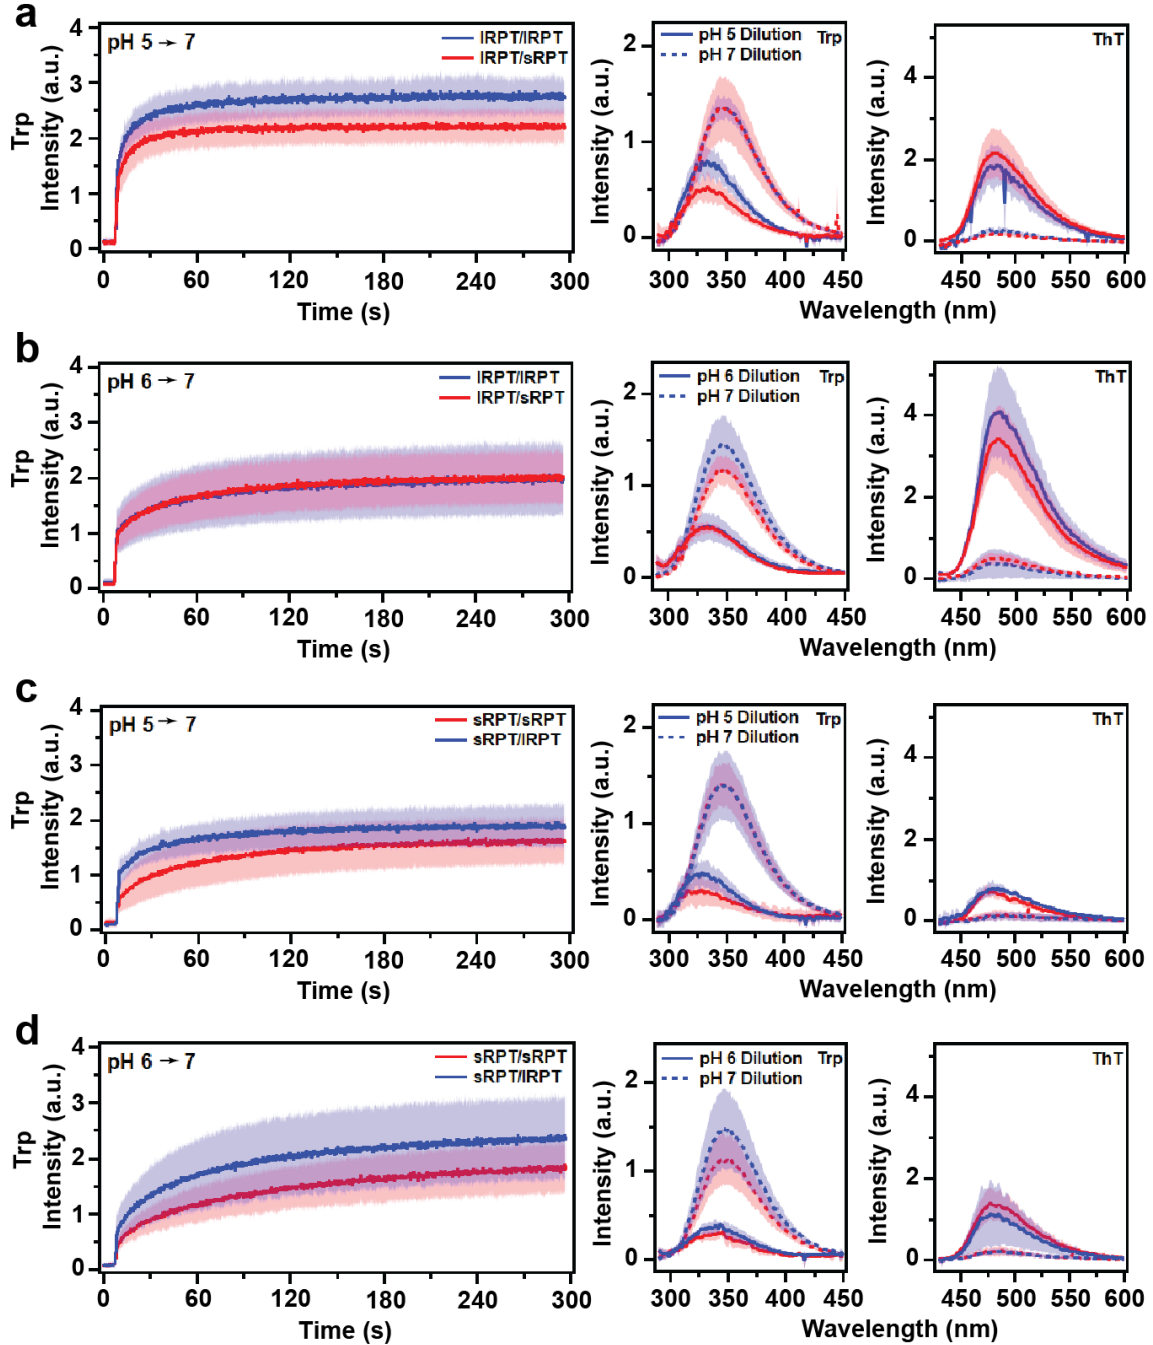 a
pH 5 → 7
lRPT/lRPT
lRPT/sRPT
Trp
Intensity (a.u.)
4
3
2
1
0
0 60 120 180 240 300
Time (s)
pH 5 Dilution
pH 7 Dilution
Trp
Intensity (a.u.)
2
1
0
300 350 400 450
ThT
Intensity (a.u.)
4
2
0
450 500 550 600
Wavelength (nm)
b
pH 6 → 7
lRPT/lRPT
lRPT/sRPT
Trp
Intensity (a.u.)
4
3
2
1
0
0 60 120 180 240 300
Time (s)
pH 6 Dilution
pH 7 Dilution
Trp
Intensity (a.u.)
2
1
0
300 350 400 450
ThT
Intensity (a.u.)
4
2
0
450 500 550 600
Wavelength (nm)
c
pH 5 → 7
sRPT/sRPT
sRPT/lRPT
Trp
Intensity (a.u.)
4
3
2
1
0
0 60 120 180 240 300
Time (s)
pH 5 Dilution
pH 7 Dilution
Trp
Intensity (a.u.)
2
1
0
300 350 400 450
ThT
Intensity (a.u.)
4
2
0
450 500 550 600
Wavelength (nm)
d
pH 6 → 7
sRPT/sRPT
sRPT/lRPT
Trp
Intensity (a.u.)
4
3
2
1
0
0 60 120 180 240 300
Time (s)
pH 6 Dilution
pH 7 Dilution
Trp
Intensity (a.u.)
2
1
0
300 350 400 450
ThT
Intensity (a.u.)
4
2
0
450 500 550 600
Wavelength (nm)